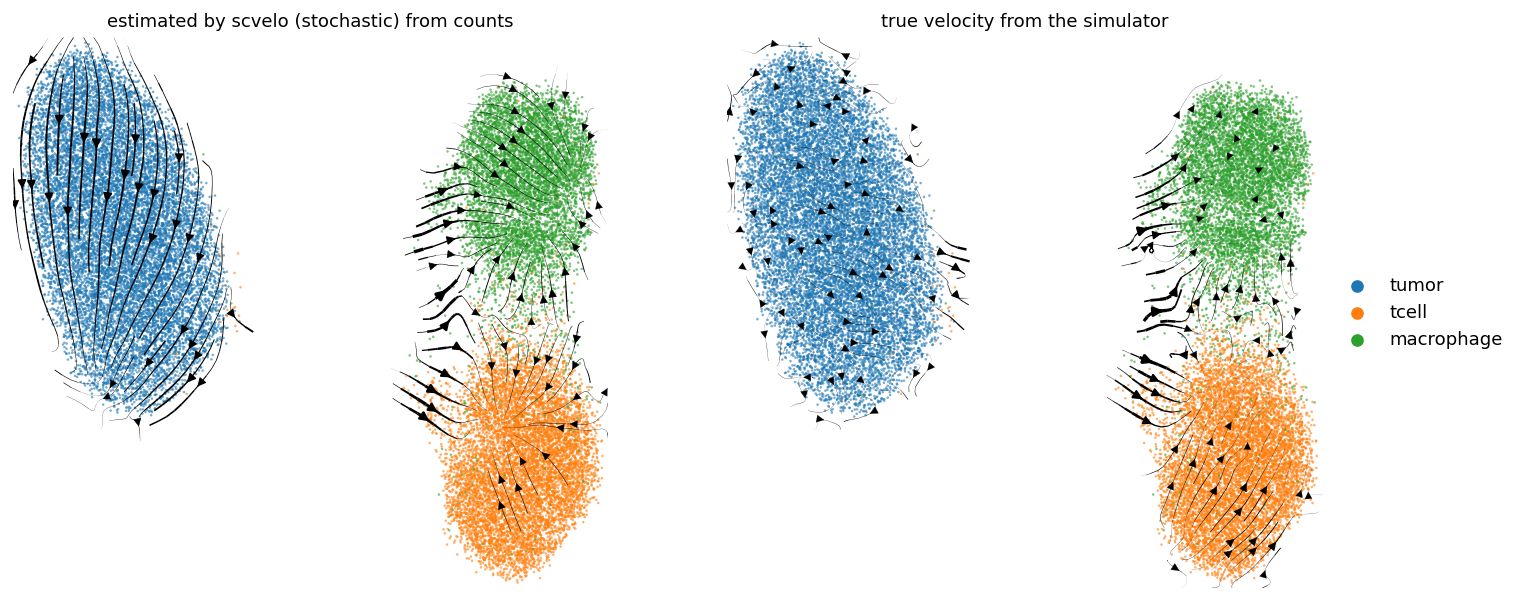 estimated by scvelo (stochastic) from counts
true velocity from the simulator
tumor
tcell
macrophage